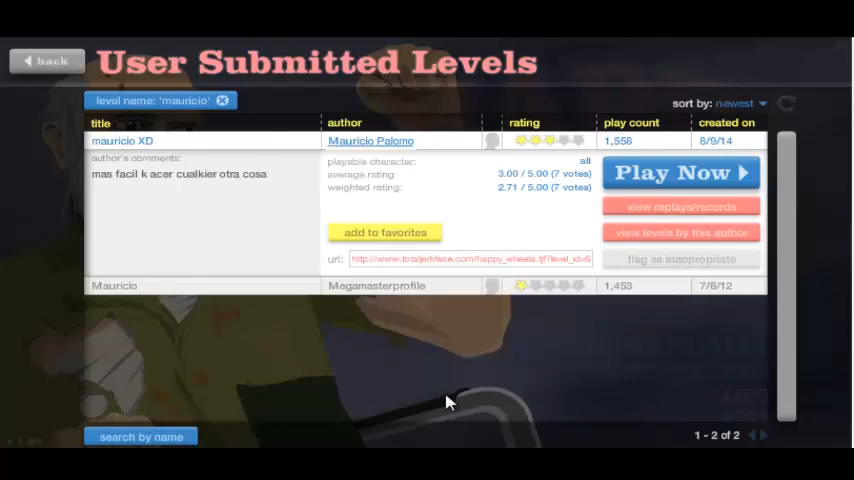 back
User Submitted Levels
level name: 'mauricio'
sort by: newest
title author rating play count created on
mauricio XD Mauricio Palomo 1,558 8/9/14
author's comments:
mas facil k acer cualkier otra cosa
playable character: all
average rating: 3.00 / 5.00 (7 votes)
weighted rating: 2.71 / 5.00 (7 votes)
Play Now
view replays/records
add to favorites
view levels by this author
url: http://www.totaljerkface.com/happy_wheels.tjf?level_id=6
flag as inappropriate
Mauricio Megamasterprofile 1,453 7/8/12
search by name
1 - 2 of 2